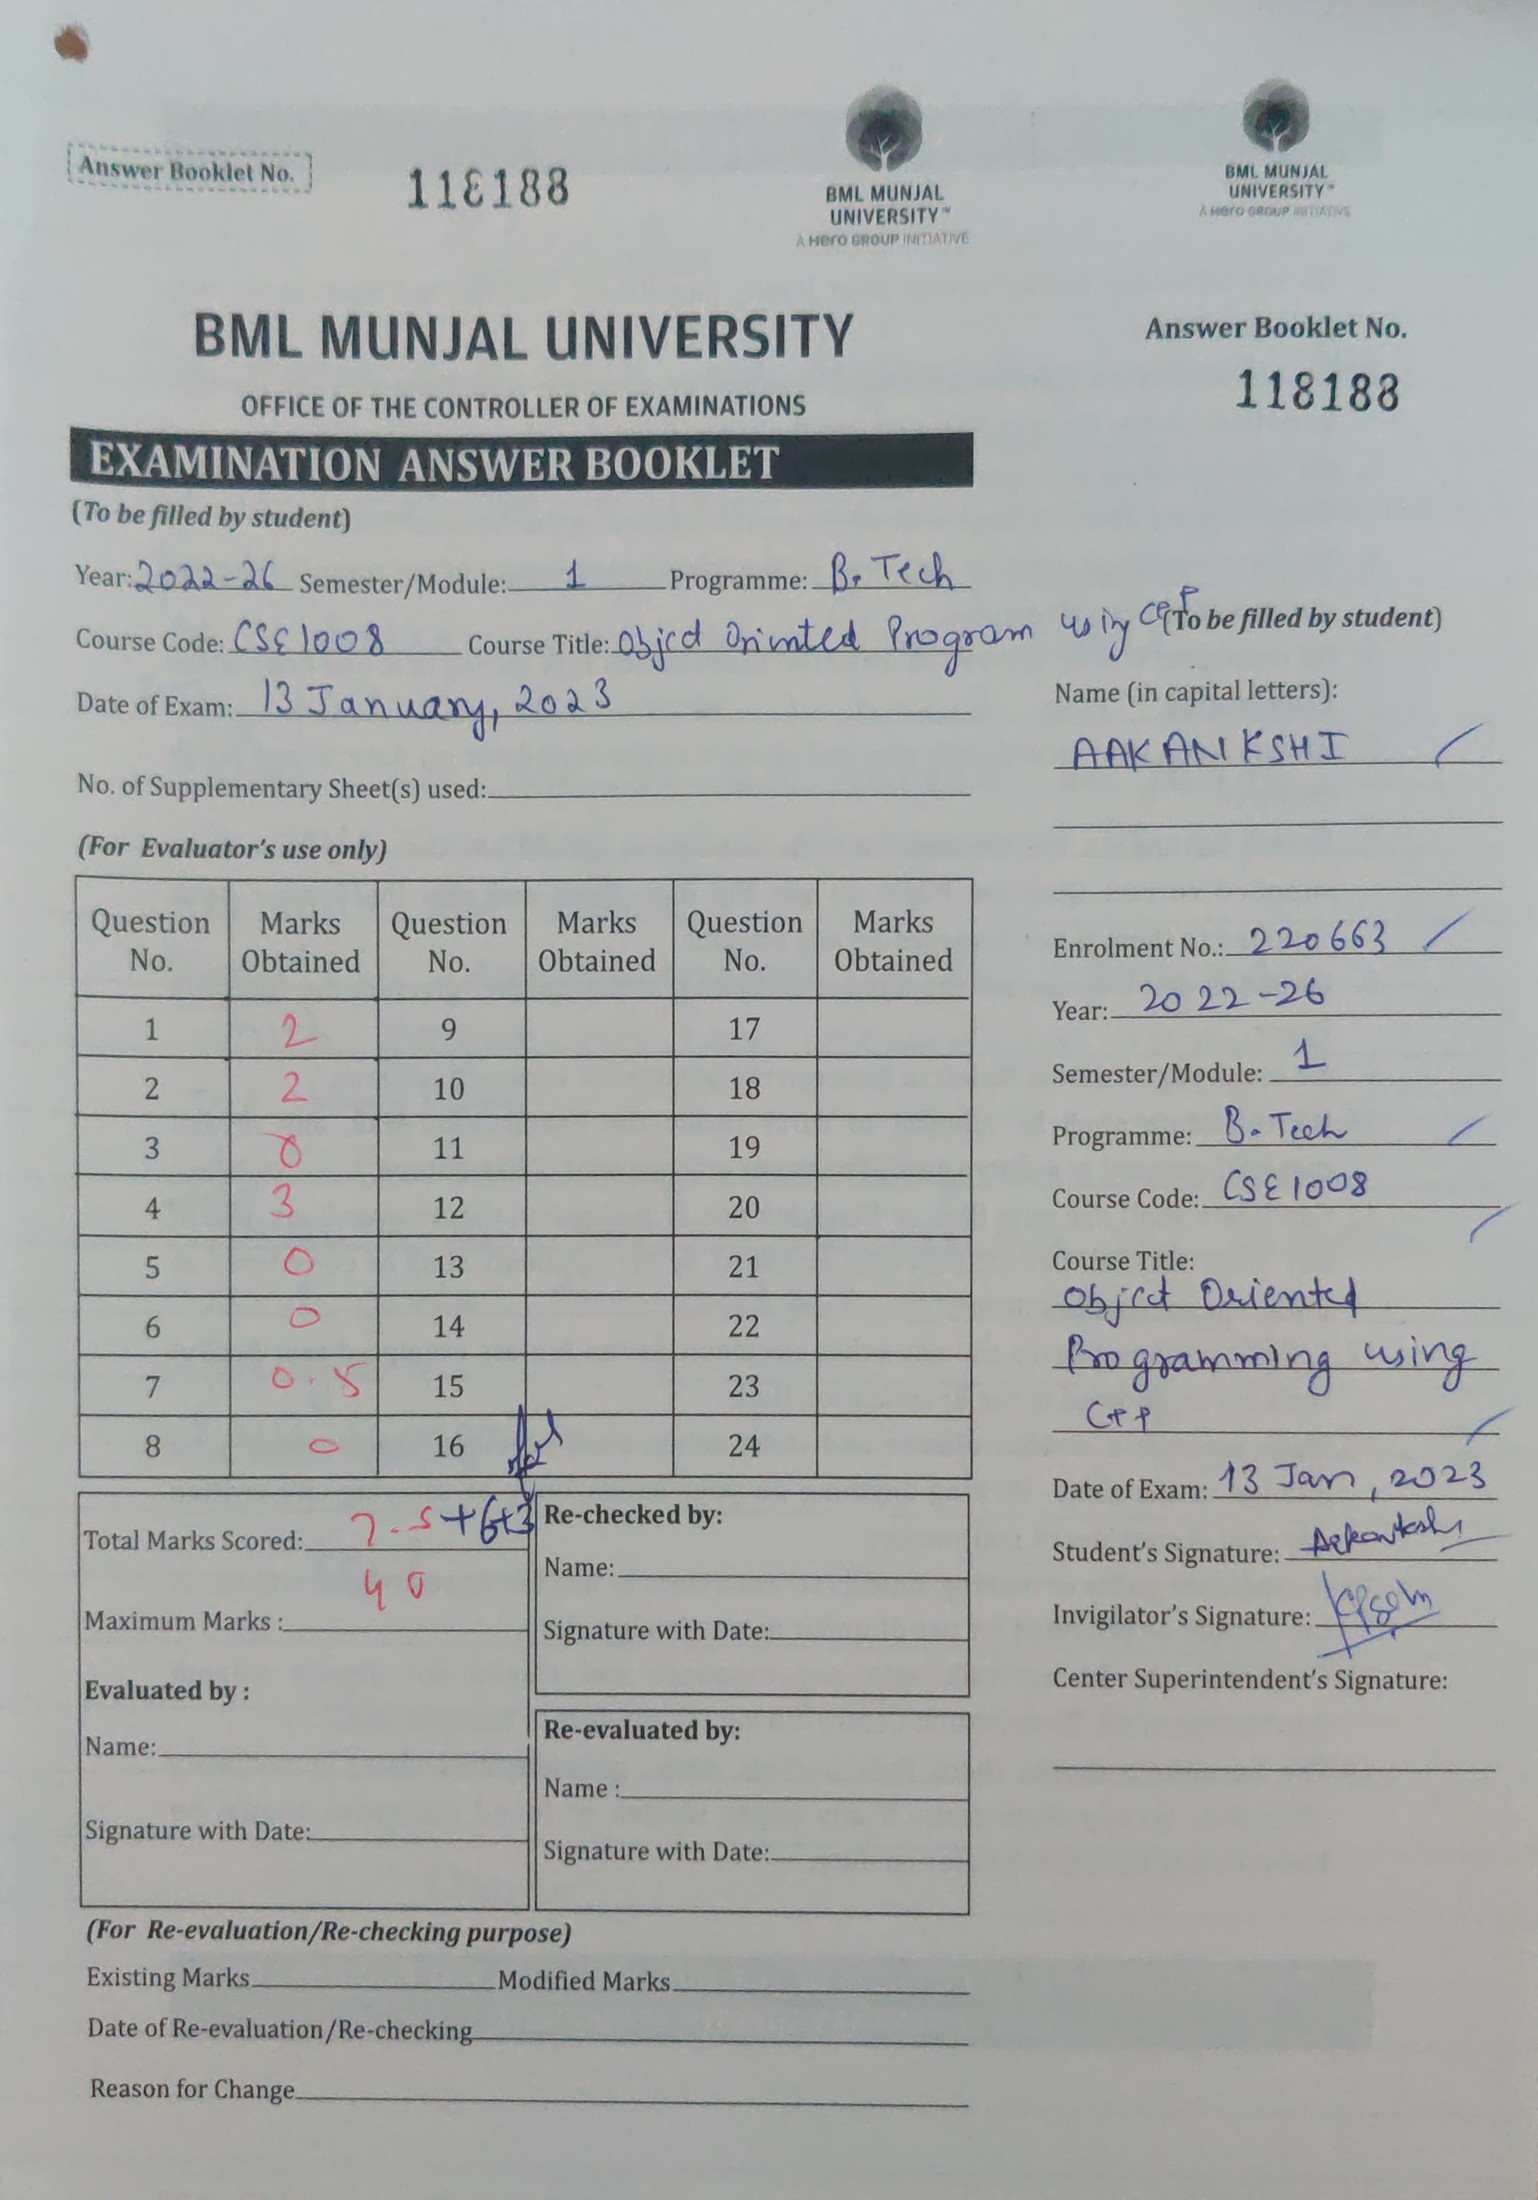 Answer Booklet No.
118188
BML MUNJAL
UNIVERSITY™
A Hero GROUP INITIATIVE
BML MUNJAL
UNIVERSITY™
A Hero GROUP INITIATIVE
BML MUNJAL UNIVERSITY
OFFICE OF THE CONTROLLER OF EXAMINATIONS
EXAMINATION ANSWER BOOKLET
(To be filled by student)
Year: 2022-26 Semester/Module: 1 Programme: B. Tech
Course Code: CSE1008 Course Title: Objcd Oriented Program using CPP
Date of Exam: 13 January, 2023
No. of Supplementary Sheet(s) used:
(For Evaluator's use only)
Question No. Marks Obtained Question No. Marks Obtained Question No. Marks Obtained
1 2 9 17
2 2 10 18
3 0 11 19
4 3 12 20
5 0 13 21
6 0 14 22
7 0.5 15 23
8 0 16 24
Total Marks Scored: 7.5+6+3
40
Maximum Marks :
Evaluated by :
Name:
Signature with Date:
Re-checked by:
Name:
Signature with Date:
Re-evaluated by:
Name :
Signature with Date:
(For Re-evaluation/Re-checking purpose)
Existing Marks Modified Marks
Date of Re-evaluation/Re-checking
Reason for Change
Answer Booklet No.
118188
(To be filled by student)
Name (in capital letters):
AAKANKSHI
Enrolment No.: 220663
Year: 2022-26
Semester/Module: 1
Programme: B. Tech
Course Code: CSE1008
Course Title:
Objcct Oriented
Programming using
CPP
Date of Exam: 13 Jan, 2023
Student's Signature: Aakankshi
Invigilator's Signature:
Center Superintendent's Signature: